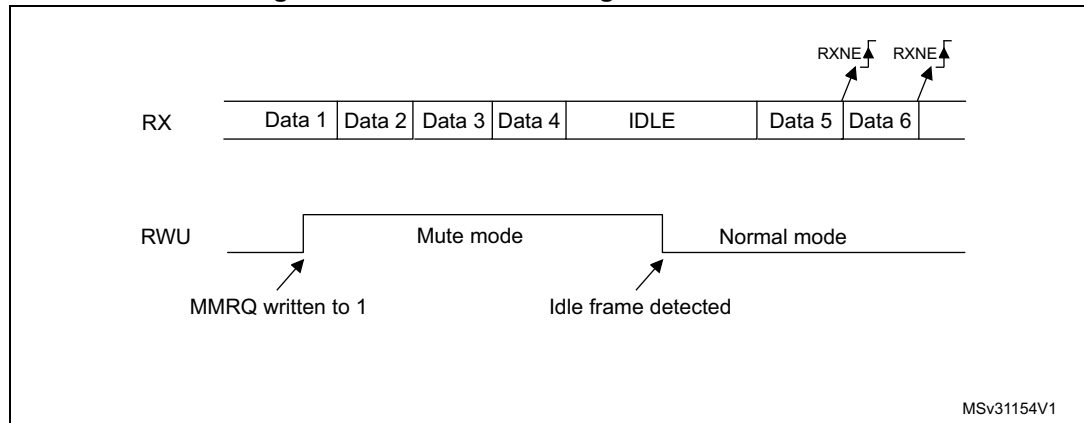 RXNE RXNE
RX Data 1 Data 2 Data 3 Data 4 IDLE Data 5 Data 6
RWU Mute mode Normal mode
MMRQ written to 1 Idle frame detected
MSv31154V1